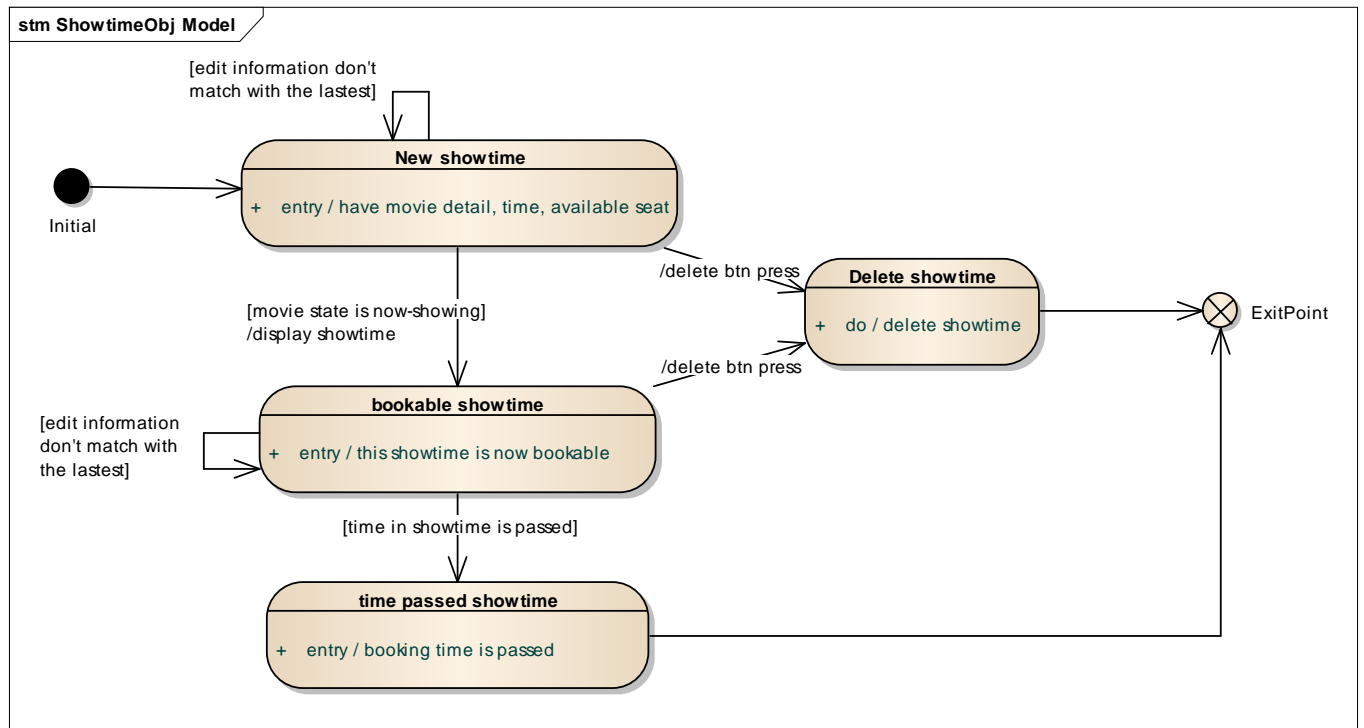 stm ShowtimeObj Model
[edit information don't
match with the lastest]
New showtime
+ entry / have movie detail, time, available seat
Initial
/delete btn press
Delete showtime
+ do / delete showtime
ExitPoint
[movie state is now-showing]
/display showtime
/delete btn press
bookable showtime
+ entry / this showtime is now bookable
[edit information
don't match with
the lastest]
[time in showtime is passed]
time passed showtime
+ entry / booking time is passed